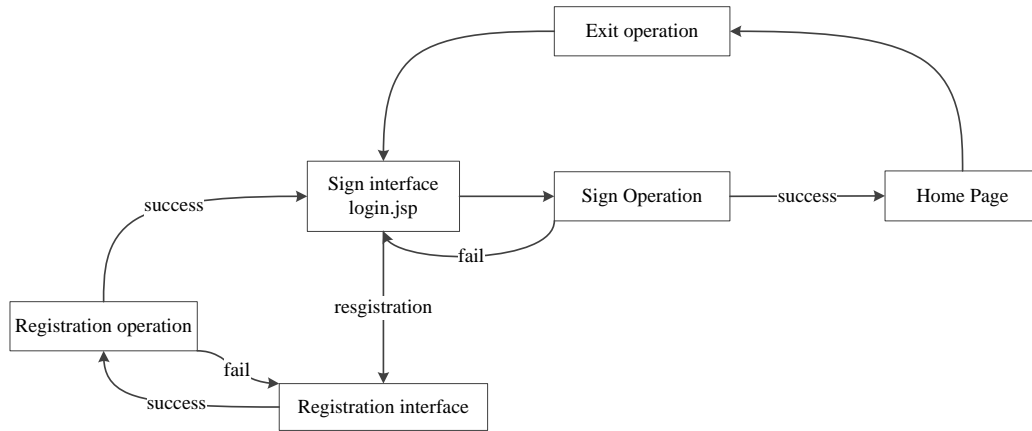 Exit operation
Sign interface
login.jsp
Sign Operation
success
Home Page
success
fail
resgistration
Registration operation
fail
success
Registration interface